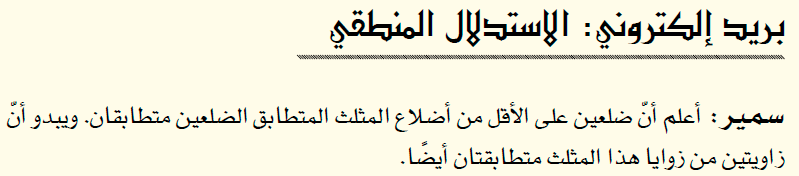 بريد إلكتروني: الاستدلال المنطقي
سمير: أعلم أنّ ضلعين على الأقل من أضلاع المثلث المتطابق الضلعين متطابقان. ويبدو أنّ
زاويتين من زوايا هذا المثلث متطابقتان أيضًا.